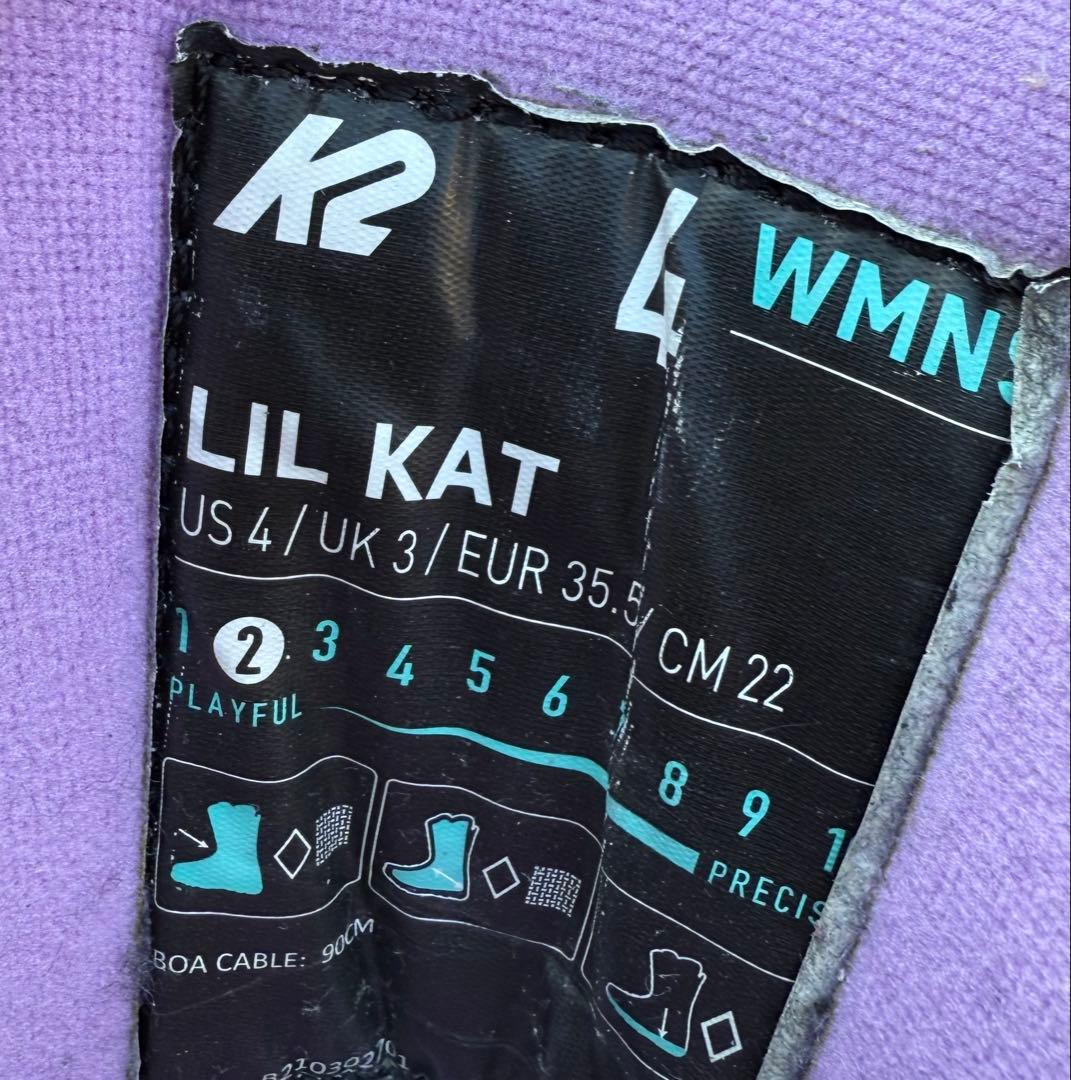 K2 4 WMNS
LIL KAT
US 4 / UK 3 / EUR 35.5 / CM 22
1 2 3 4 5 6 8 9
PLAYFUL PRECIS
BOA CABLE: 90CM